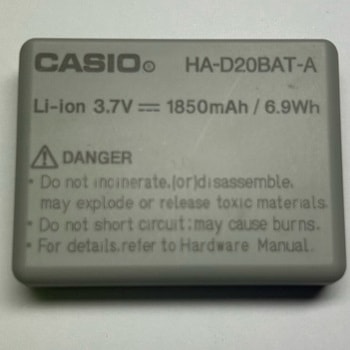 CASIO HA-D20BAT-A
Li-ion 3.7V 1850mAh / 6.9Wh
DANGER
• Do not incinerate,(or)disassemble,
may explode or release toxic materials.
• Do not short circuit;may cause burns.
• For details,refer to Hardware Manual.